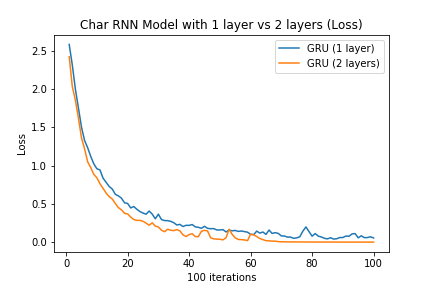 Char RNN Model with 1 layer vs 2 layers (Loss)
GRU (1 layer)
GRU (2 layers)
2.5
2.0
1.5
1.0
0.5
0.0
Loss
0 20 40 60 80 100
100 iterations